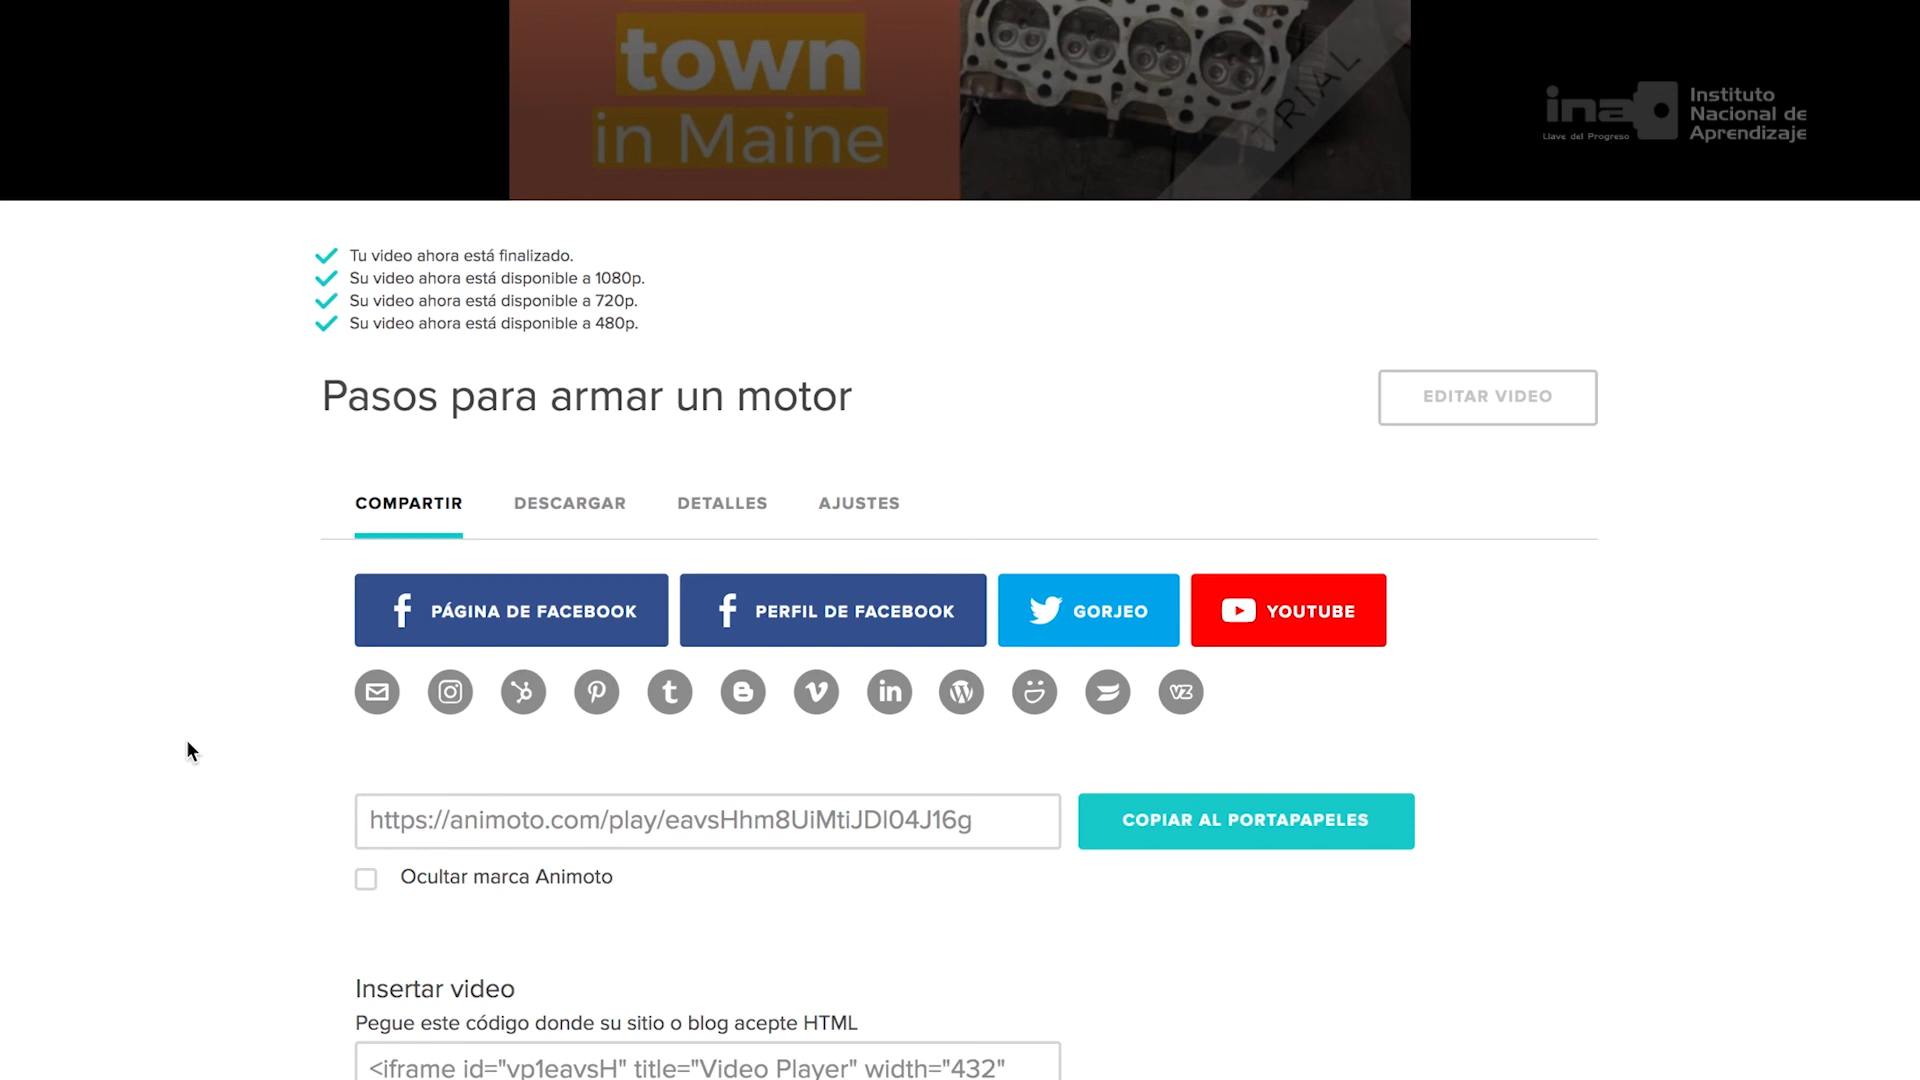 town
in Maine
TRIAL
ina
Llave del Progreso
Instituto
Nacional de
Aprendizaje
Tu video ahora está finalizado.
Su video ahora está disponible a 1080p.
Su video ahora está disponible a 720p.
Su video ahora está disponible a 480p.
Pasos para armar un motor
EDITAR VIDEO
COMPARTIR DESCARGAR DETALLES AJUSTES
PÁGINA DE FACEBOOK PERFIL DE FACEBOOK GORJEO YOUTUBE
https://animoto.com/play/eavsHhm8UiMtiJDl04J16g
COPIAR AL PORTAPAPELES
Ocultar marca Animoto
Insertar video
Pegue este código donde su sitio o blog acepte HTML
<iframe id="vp1eavsH" title="Video Player" width="432"